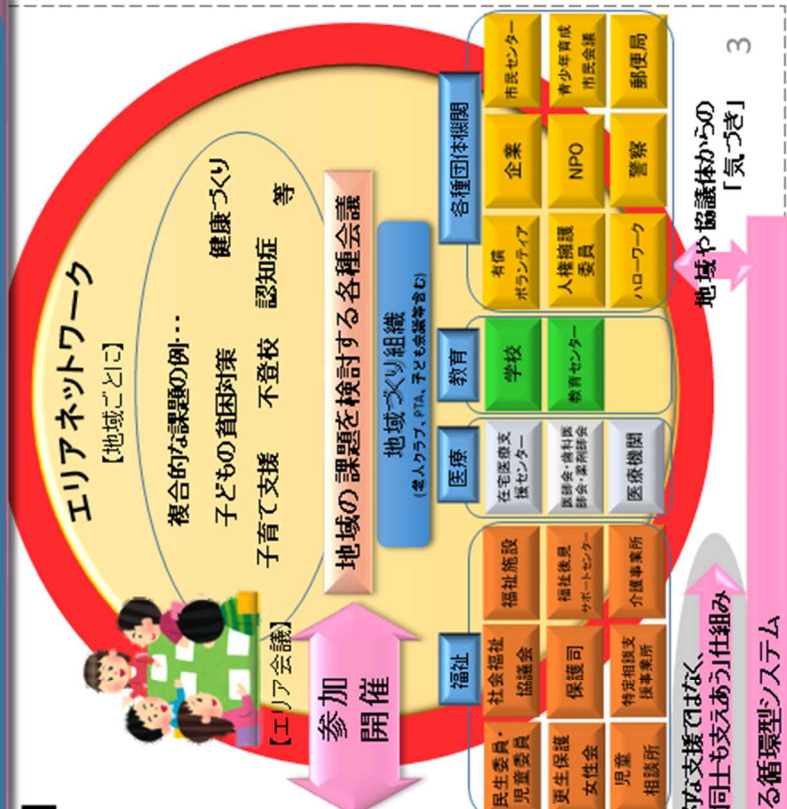 エリアネットワーク
【地域ごとに】
複合的な課題の例・・・
子どもの貧困対策　健康づくり
子育て支援　不登校　認知症　等
【エリア会議】
参加
開催
地域の課題を検討する各種会議
地域づくり組織
(老人クラブ、PTA、子ども会議等含む)
福祉
民生委員・
児童委員
社会福祉
協議会
福祉施設
更生保護
女性会
保護司
福祉後見
サポートセンター
児童
相談所
特定相談支
援事業所
介護事業所
医療
在宅医療支
援センター
医師会・歯科医
師会・薬剤師会
医療機関
教育
学校
教育センター
各種団体機関
有償
ボランティア
企業
市民センター
人権擁護
委員
NPO
青少年育成
市民会議
ハローワーク
警察
郵便局
的な支援ではなく、
同士も支えあう」仕組み
地域や協議体からの
「気づき」
る循環型システム
3